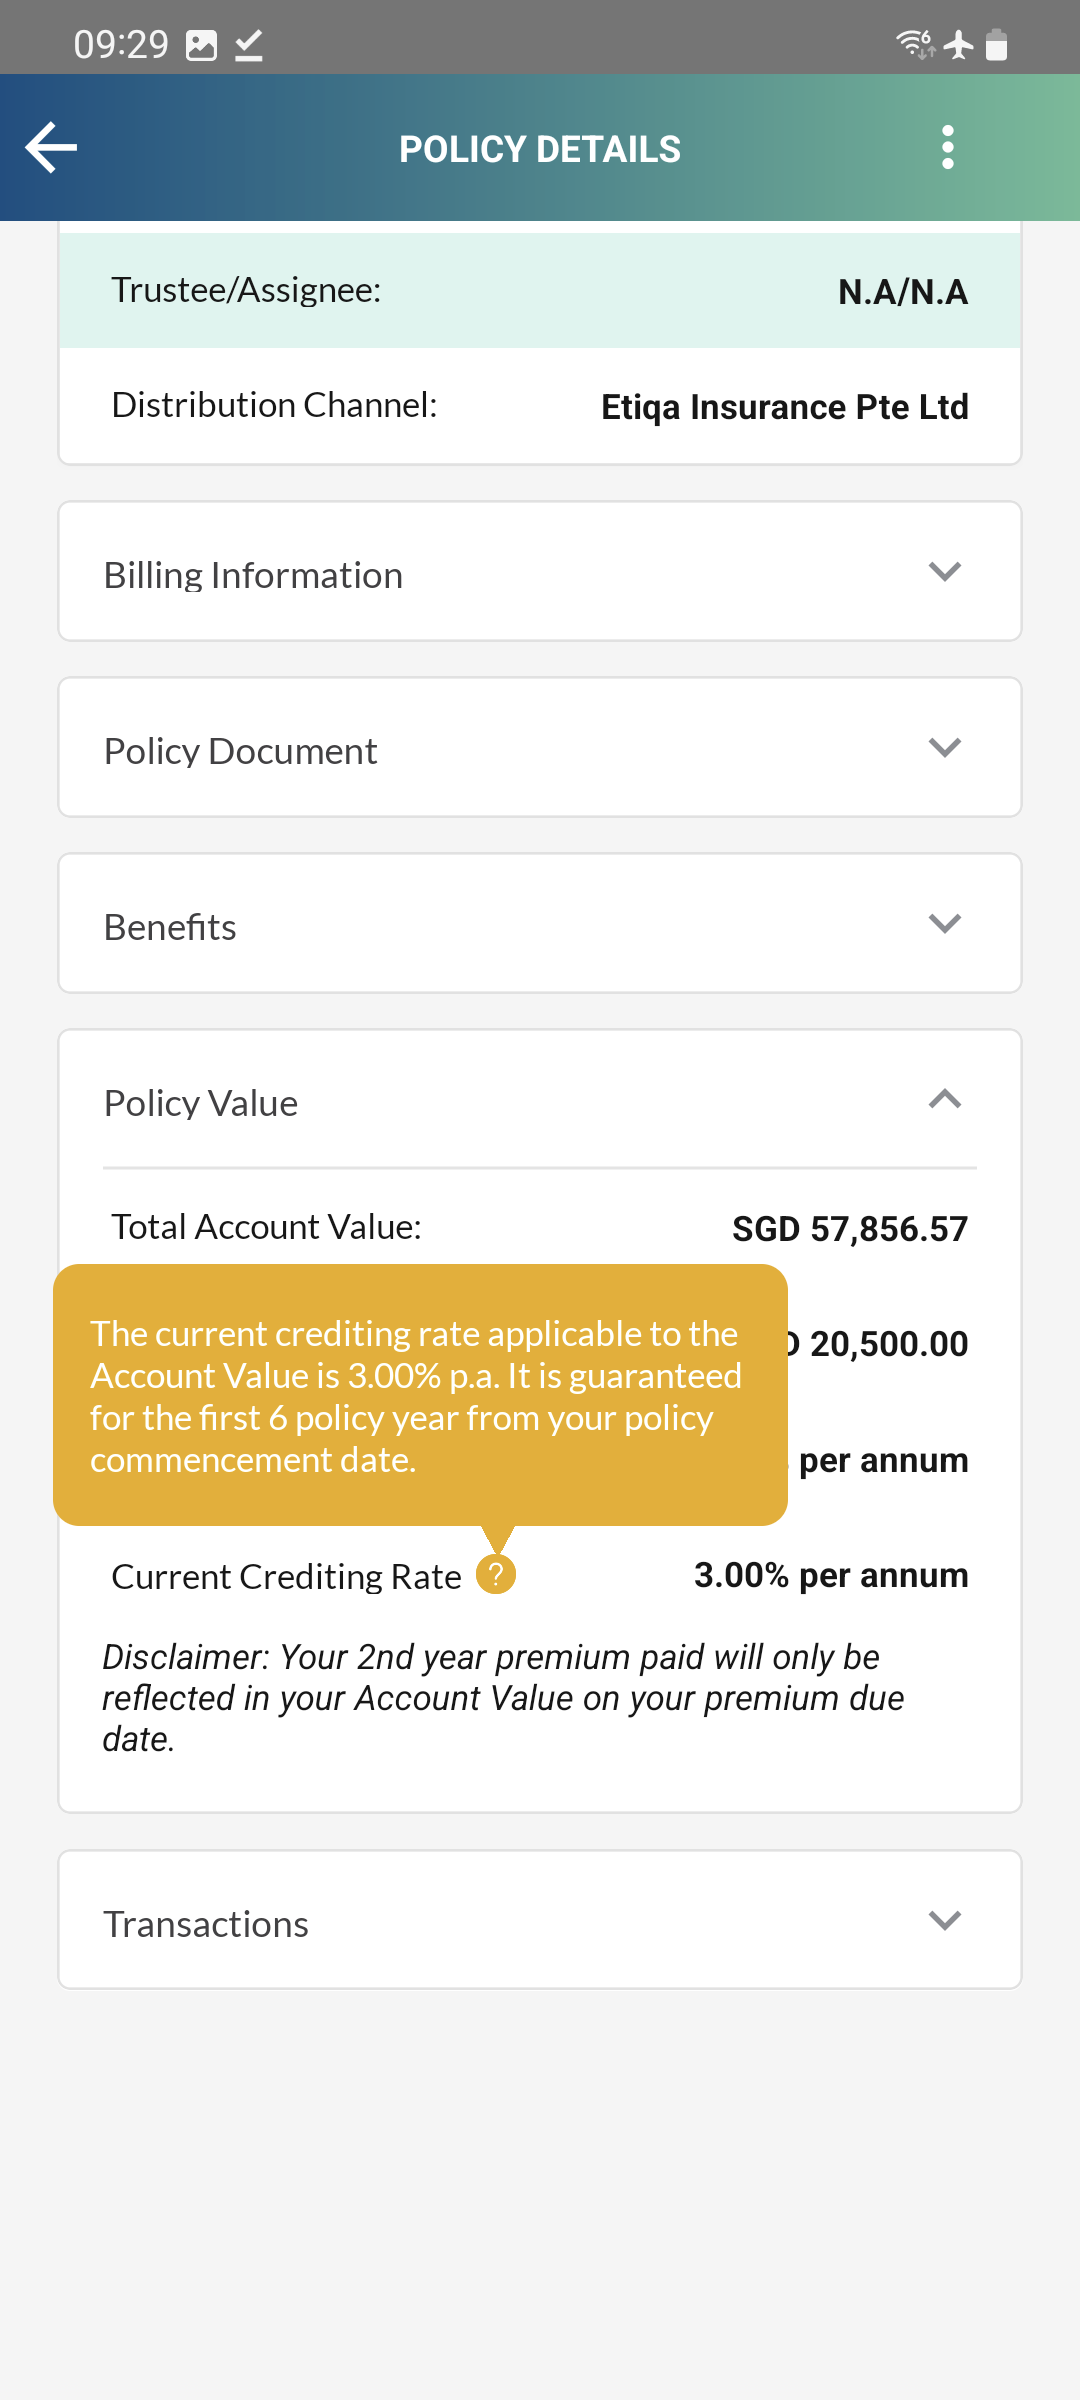 09:29
6
POLICY DETAILS
Trustee/Assignee: N.A/N.A
Distribution Channel: Etiqa Insurance Pte Ltd
Billing Information
Policy Document
Benefits
Policy Value
Total Account Value: SGD 57,856.57
The current crediting rate applicable to the
Account Value is 3.00% p.a. It is guaranteed
for the first 6 policy year from your policy
commencement date.
20,500.00
per annum
Current Crediting Rate ? 3.00% per annum
Disclaimer: Your 2nd year premium paid will only be
reflected in your Account Value on your premium due
date.
Transactions